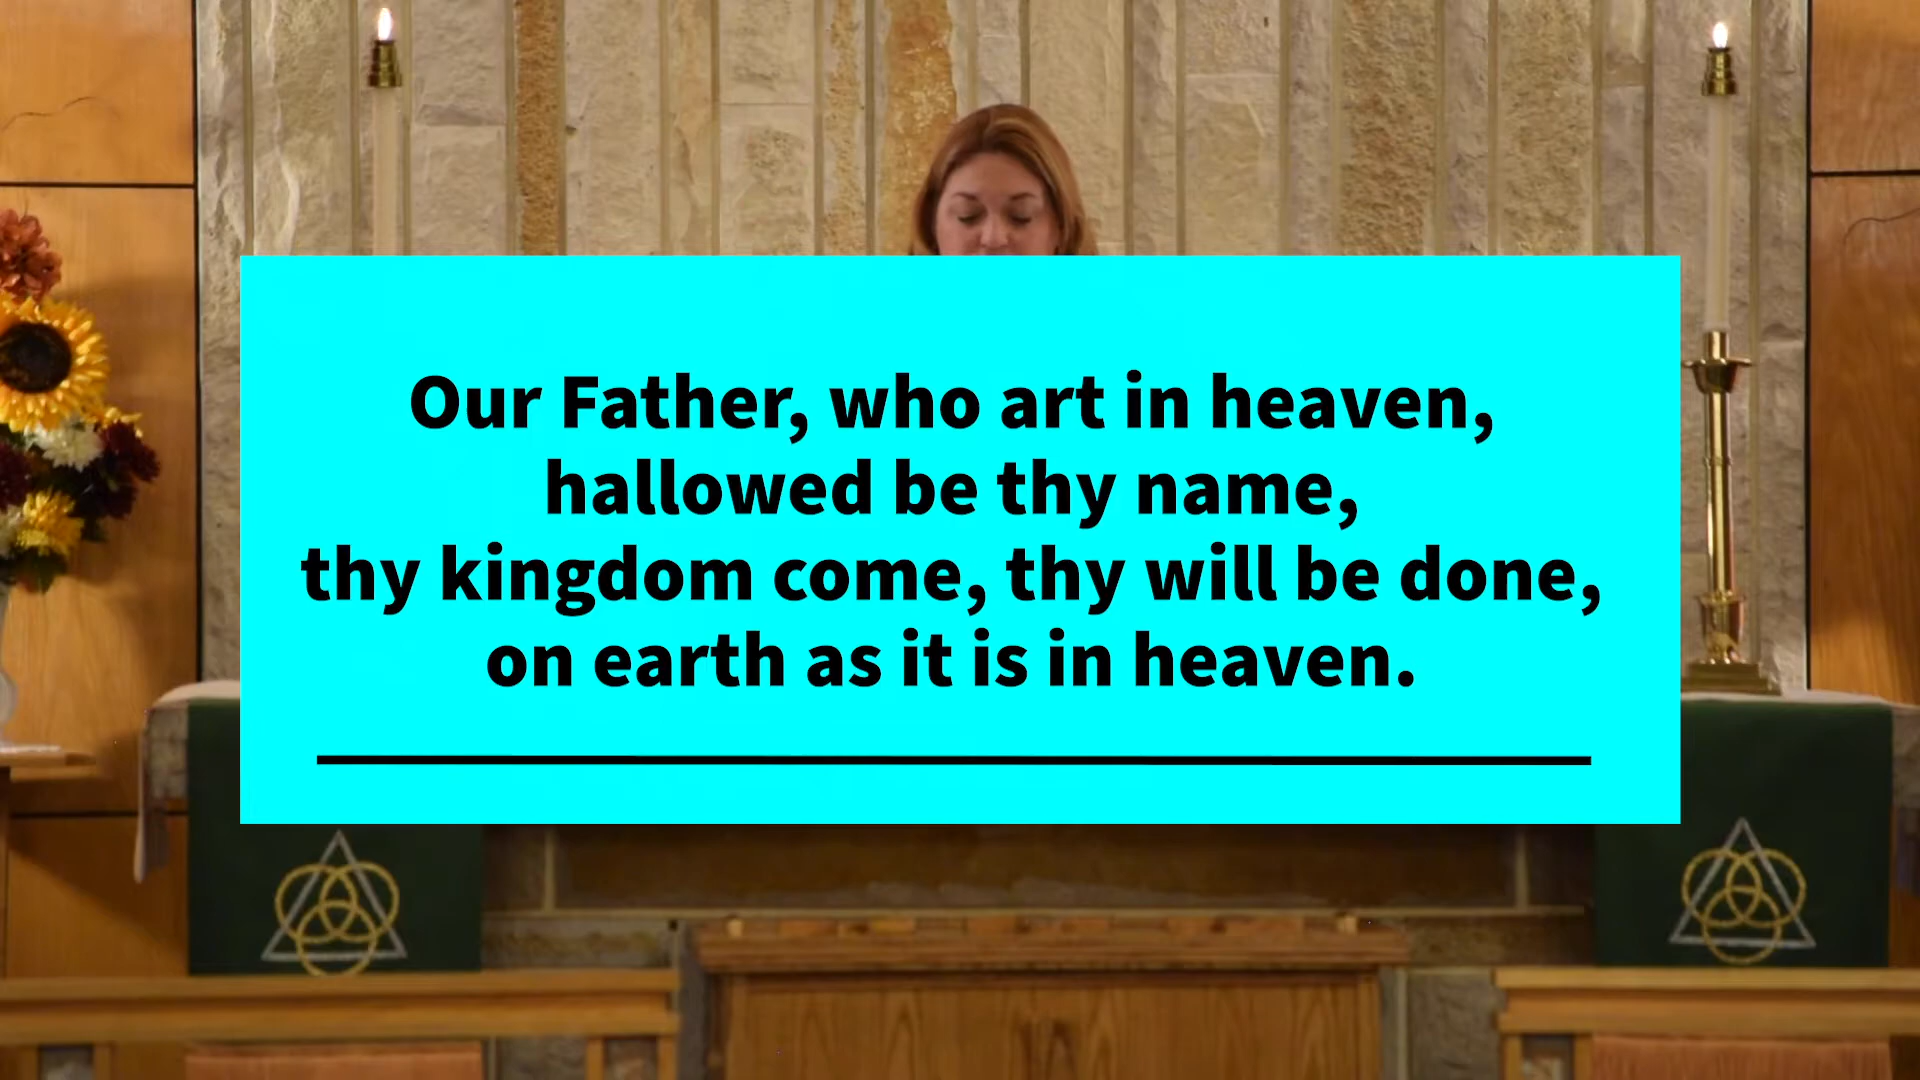 Our Father, who art in heaven,
hallowed be thy name,
thy kingdom come, thy will be done,
on earth as it is in heaven.